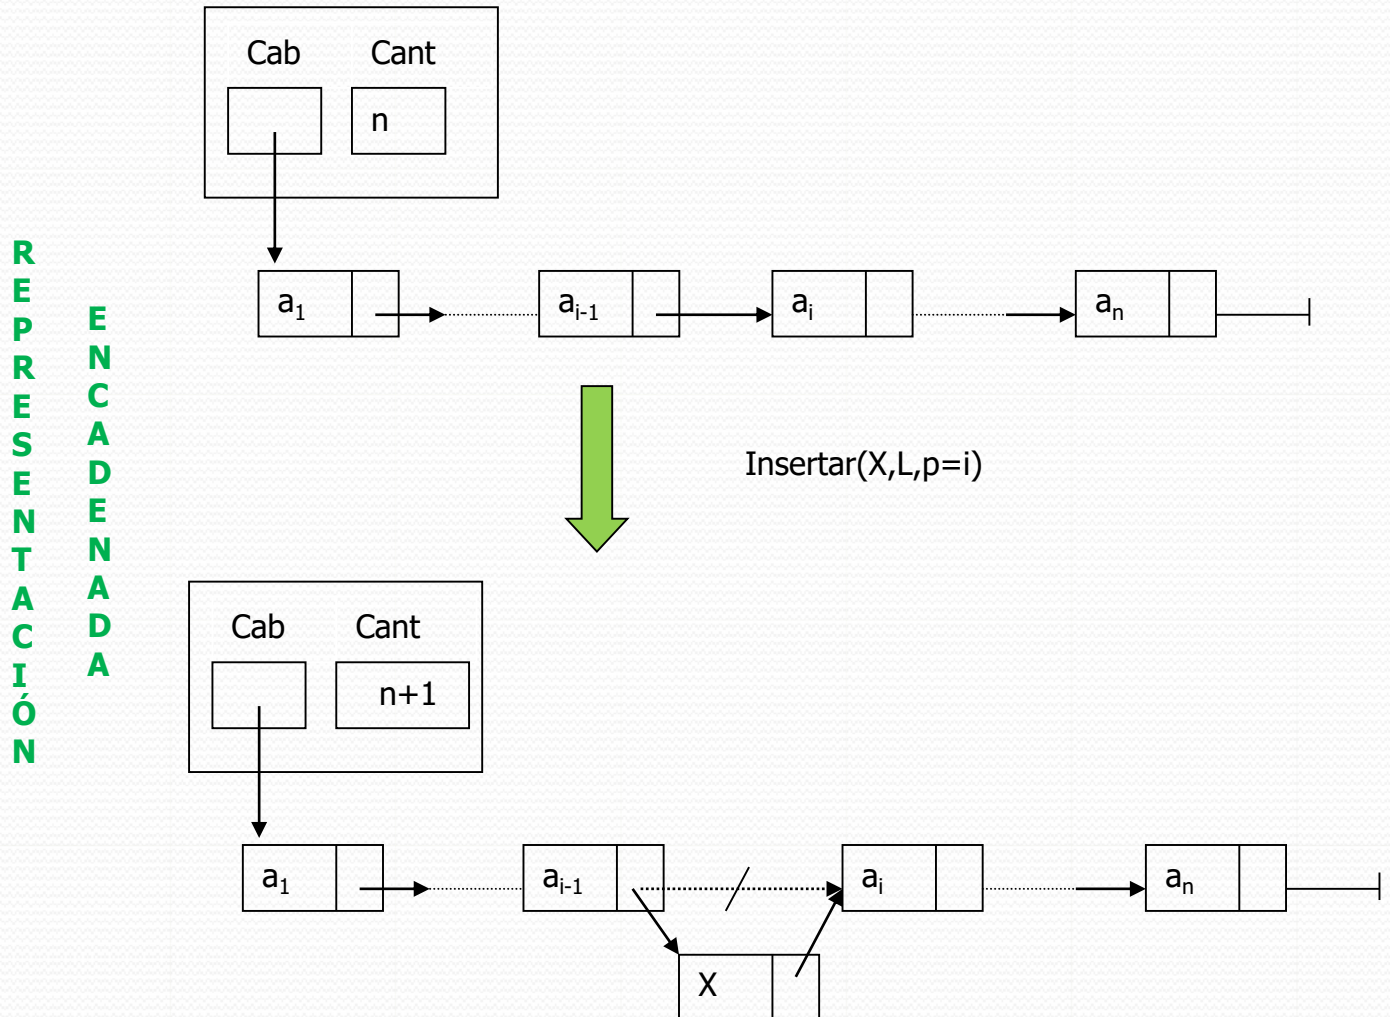 REPRESENTACIÓN
ENCADENADA
Cab Cant
n
a₁ aᵢ₋₁ aᵢ aₙ
Insertar(X,L,p=i)
Cab Cant
n+1
a₁ aᵢ₋₁ aᵢ aₙ
X